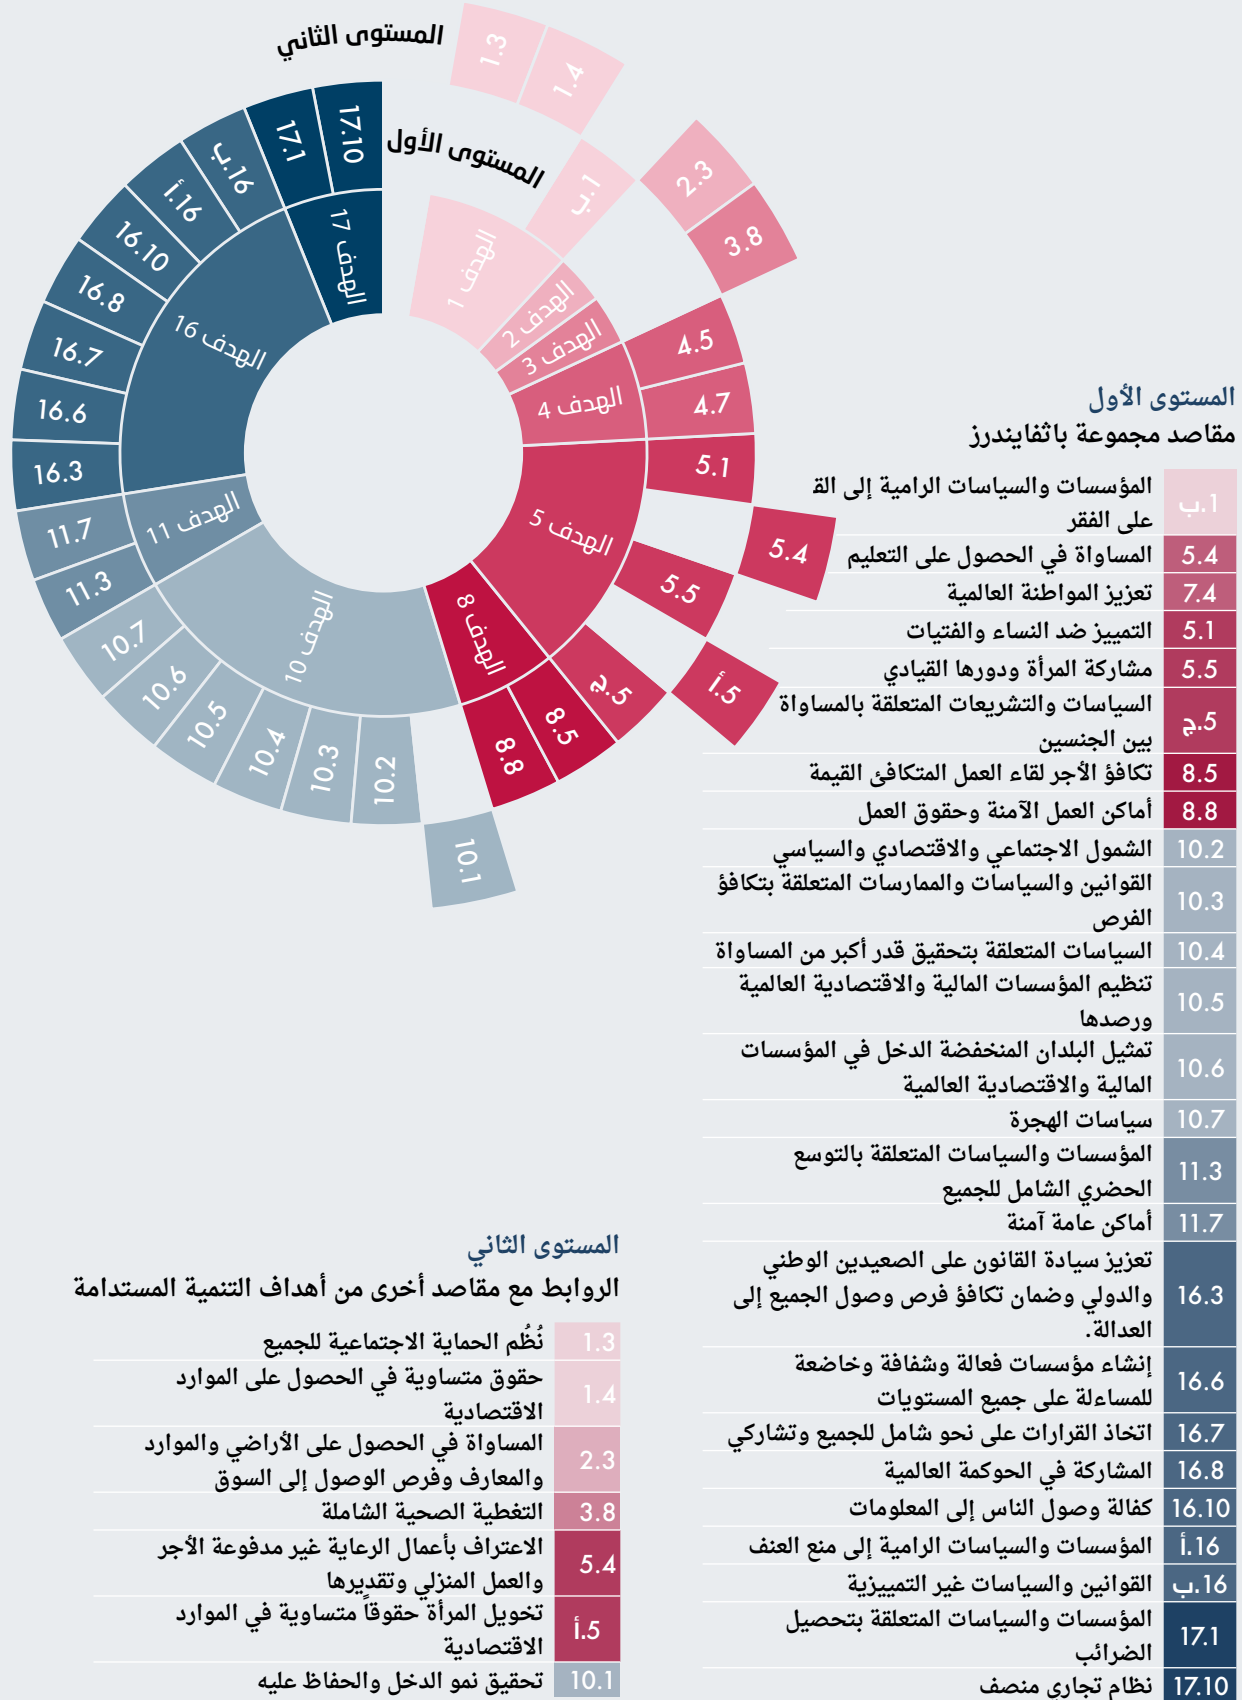 المستوى الثاني
1.3
1.4
المستوى الأول
1.ب
2.3
3.8
4.5
4.7
5.1
5.4
5.5
5.أ
5.ج
8.5
8.8
10.1
10.2
10.3
10.4
10.5
10.6
10.7
11.3
11.7
16.3
16.6
16.7
16.8
16.10
16.أ
16.ب
17.1
17.10
الهدف 1
الهدف 2
الهدف 3
الهدف 4
الهدف 5
الهدف 8
الهدف 10
الهدف 11
الهدف 16
الهدف 17
المستوى الأول
مقاصد مجموعة باثفايندرز
1.ب المؤسسات والسياسات الرامية إلى
على الفقر
5.4 المساواة في الحصول على التعليم
7.4 تعزيز المواطنة العالمية
5.1 التمييز ضد النساء والفتيات
5.5 مشاركة المرأة ودورها القيادي
5.ج السياسات والتشريعات المتعلقة بالمساواة
بين الجنسين
8.5 تكافؤ الأجر لقاء العمل المتكافئ القيمة
8.8 أماكن العمل الآمنة وحقوق العمل
10.2 الشمول الاجتماعي والاقتصادي والسياسي
10.3 القوانين والسياسات والممارسات المتعلقة بتكافؤ
الفرص
10.4 السياسات المتعلقة بتحقيق قدر أكبر من المساواة
10.5 تنظيم المؤسسات المالية والاقتصادية العالمية
ورصدها
10.6 تمثيل البلدان المنخفضة الدخل في المؤسسات
المالية والاقتصادية العالمية
10.7 سياسات الهجرة
11.3 المؤسسات والسياسات المتعلقة بالتوسع
الحضري الشامل للجميع
11.7 أماكن عامة آمنة
16.3 تعزيز سيادة القانون على الصعيدين الوطني
والدولي وضمان تكافؤ فرص وصول الجميع إلى
العدالة.
16.6 إنشاء مؤسسات فعالة وشفافة وخاضعة
للمساءلة على جميع المستويات
16.7 اتخاذ القرارات على نحو شامل للجميع وتشاركي
16.8 المشاركة في الحوكمة العالمية
16.10 كفالة وصول الناس إلى المعلومات
16.أ المؤسسات والسياسات الرامية إلى منع العنف
16.ب القوانين والسياسات غير التمييزية
17.1 المؤسسات والسياسات المتعلقة بتحصيل
الضرائب
17.10 نظام تجاري منصف
المستوى الثاني
الروابط مع مقاصد أخرى من أهداف التنمية المستدامة
1.3 نُظُم الحماية الاجتماعية للجميع
1.4 حقوق متساوية في الحصول على الموارد
الاقتصادية
2.3 المساواة في الحصول على الأراضي والموارد
والمعارف وفرص الوصول إلى السوق
3.8 التغطية الصحية الشاملة
5.4 الاعتراف بأعمال الرعاية غير مدفوعة الأجر
والعمل المنزلي وتقديرها
5.أ تخويل المرأة حقوقاً متساوية في الموارد
الاقتصادية
10.1 تحقيق نمو الدخل والحفاظ عليه